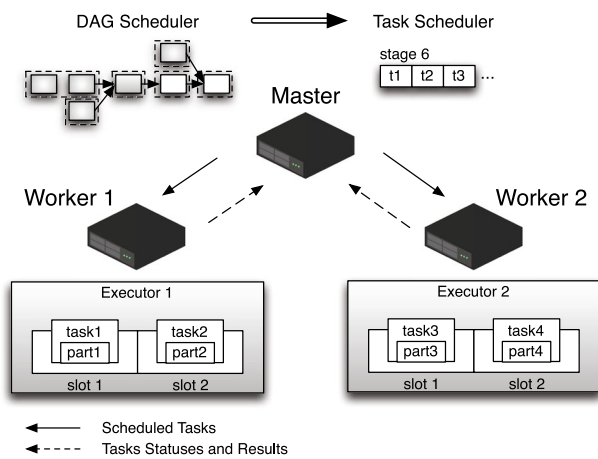 DAG Scheduler
Task Scheduler
stage 6
t1 t2 t3 ...
Master
Worker 1
Worker 2
Executor 1
task1
part1
task2
part2
slot 1
slot 2
Executor 2
task3
part3
task4
part4
slot 1
slot 2
Scheduled Tasks
Tasks Statuses and Results